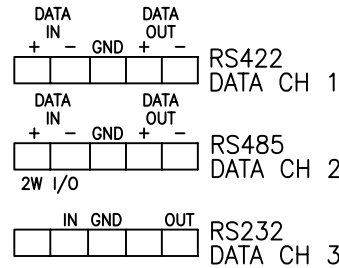 DATA IN DATA OUT
+ − GND + −
RS422
DATA CH 1
DATA IN DATA OUT
+ − GND + −
RS485
DATA CH 2
2W I/O
IN GND OUT
RS232
DATA CH 3